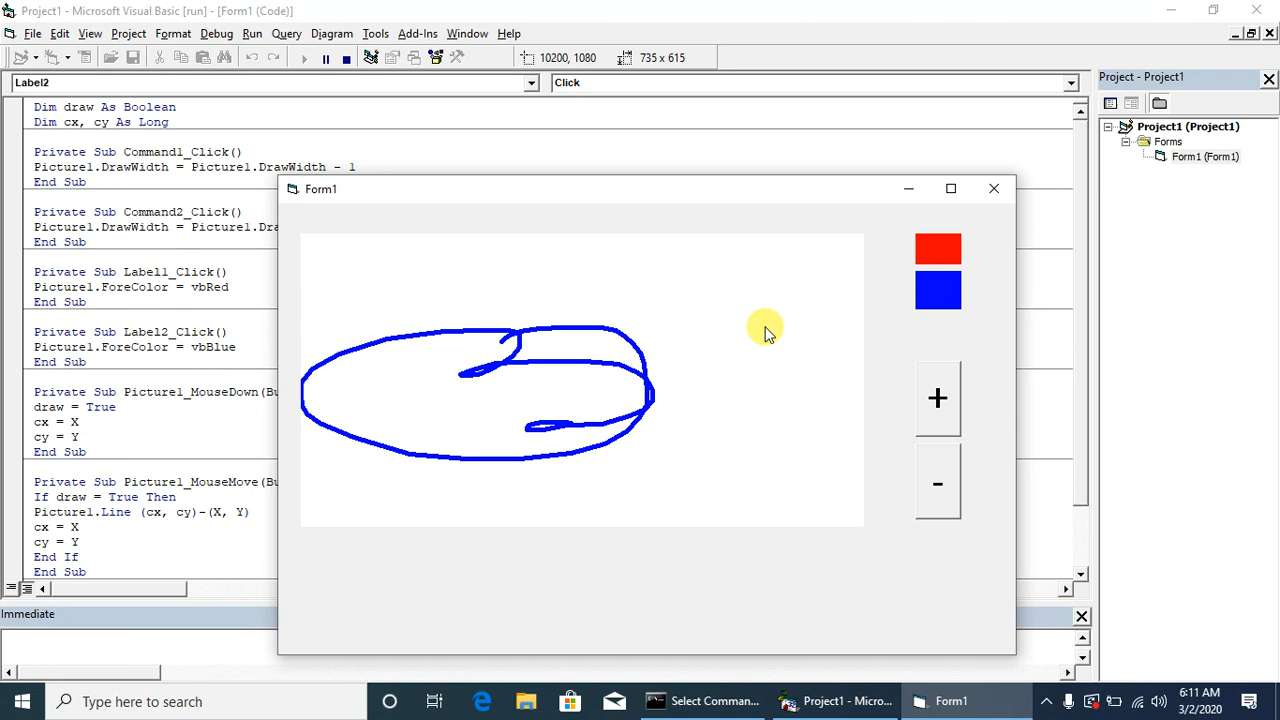 Project1 - Microsoft Visual Basic [run] - [Form1 (Code)]
File Edit View Project Format Debug Run Query Diagram Tools Add-Ins Window Help
10200, 1080 735 x 615
Label2 Click
Project - Project1
Dim draw As Boolean
Dim cx, cy As Long
Private Sub Command1_Click()
Picture1.DrawWidth = Picture1.DrawWidth - 1
End Sub
Private Sub Command2_Click()
Picture1.DrawWidth = Picture1.Dra
End Sub
Private Sub Label1_Click()
Picture1.ForeColor = vbRed
End Sub
Private Sub Label2_Click()
Picture1.ForeColor = vbBlue
End Sub
Private Sub Picture1_MouseDown(Bu
draw = True
cx = X
cy = Y
End Sub
Private Sub Picture1_MouseMove(Bu
If draw = True Then
Picture1.Line (cx, cy)-(X, Y)
cx = X
cy = Y
End If
End Sub
Form1
+
-
Project1 (Project1)
Forms
Form1 (Form1)
Immediate
Type here to search
Select Comman...
Project1 - Micro...
Form1
6:11 AM
3/2/2020